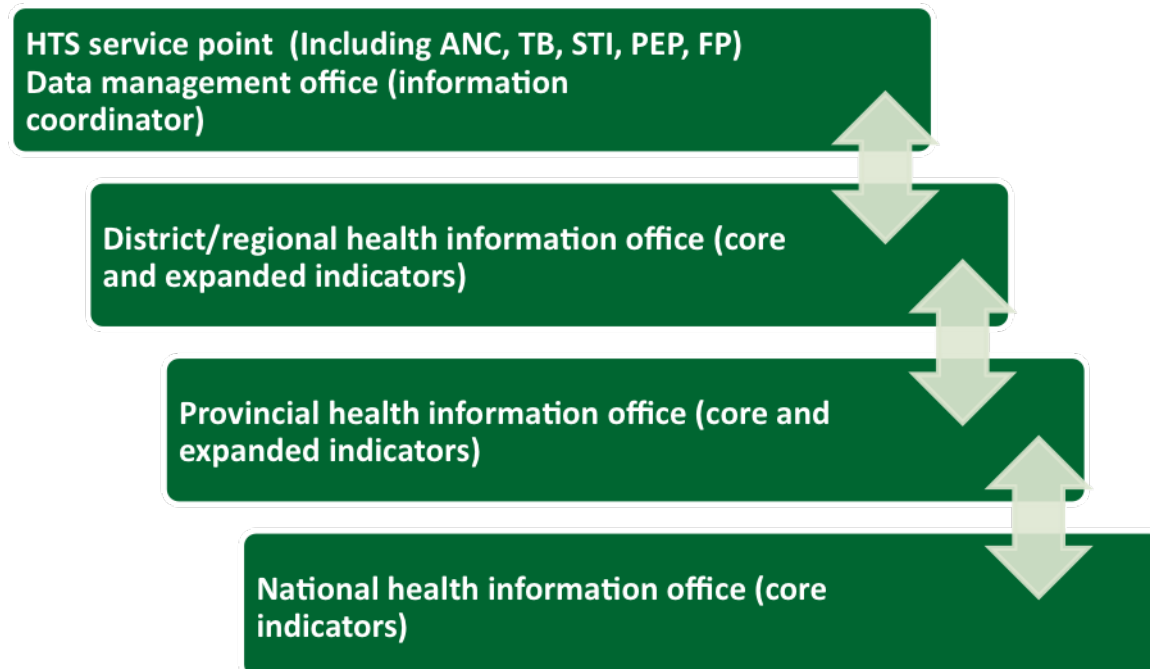 HTS service point  (Including ANC, TB, STI, PEP, FP)
Data management office (information
coordinator)
District/regional health information office (core
and expanded indicators)
Provincial health information office (core and
expanded indicators)
National health information office (core
indicators)